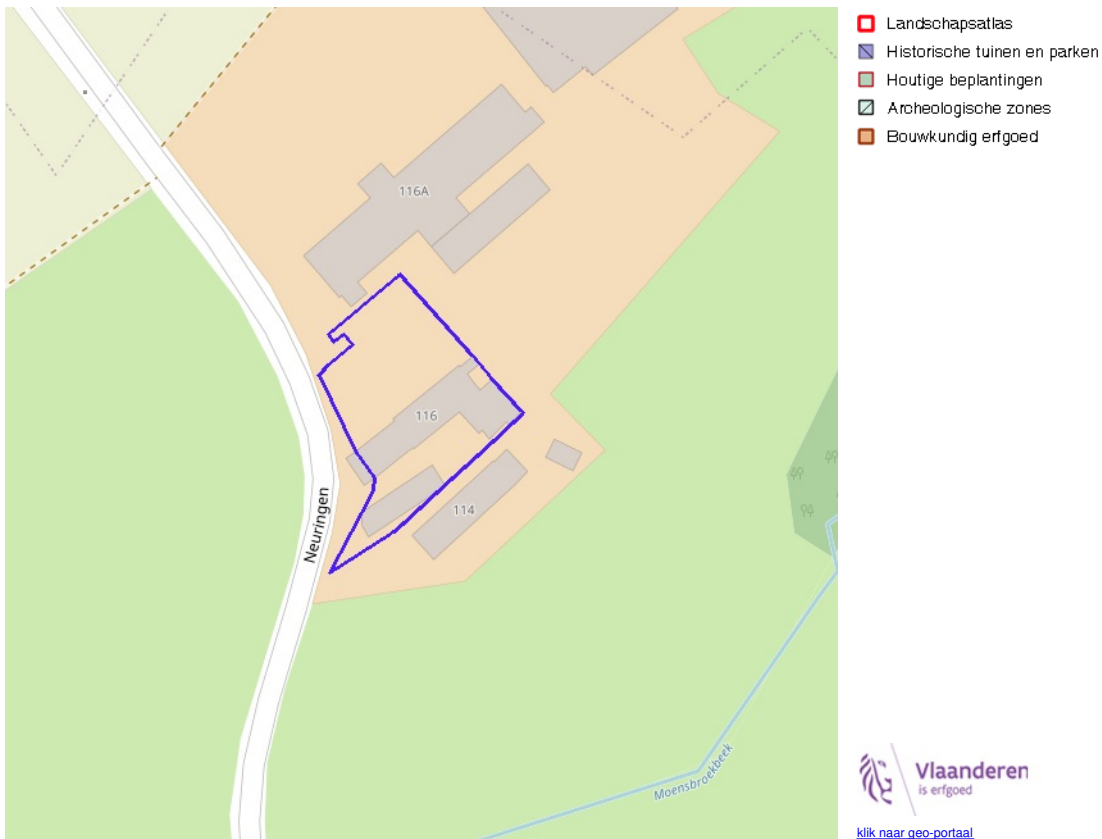 Landschapsatlas
Historische tuinen en parken
Houtige beplantingen
Archeologische zones
Bouwkundig erfgoed
116A
116
114
Neuringen
Moensbroekbeek
Vlaanderen
is erfgoed
klik naar geo-portaal